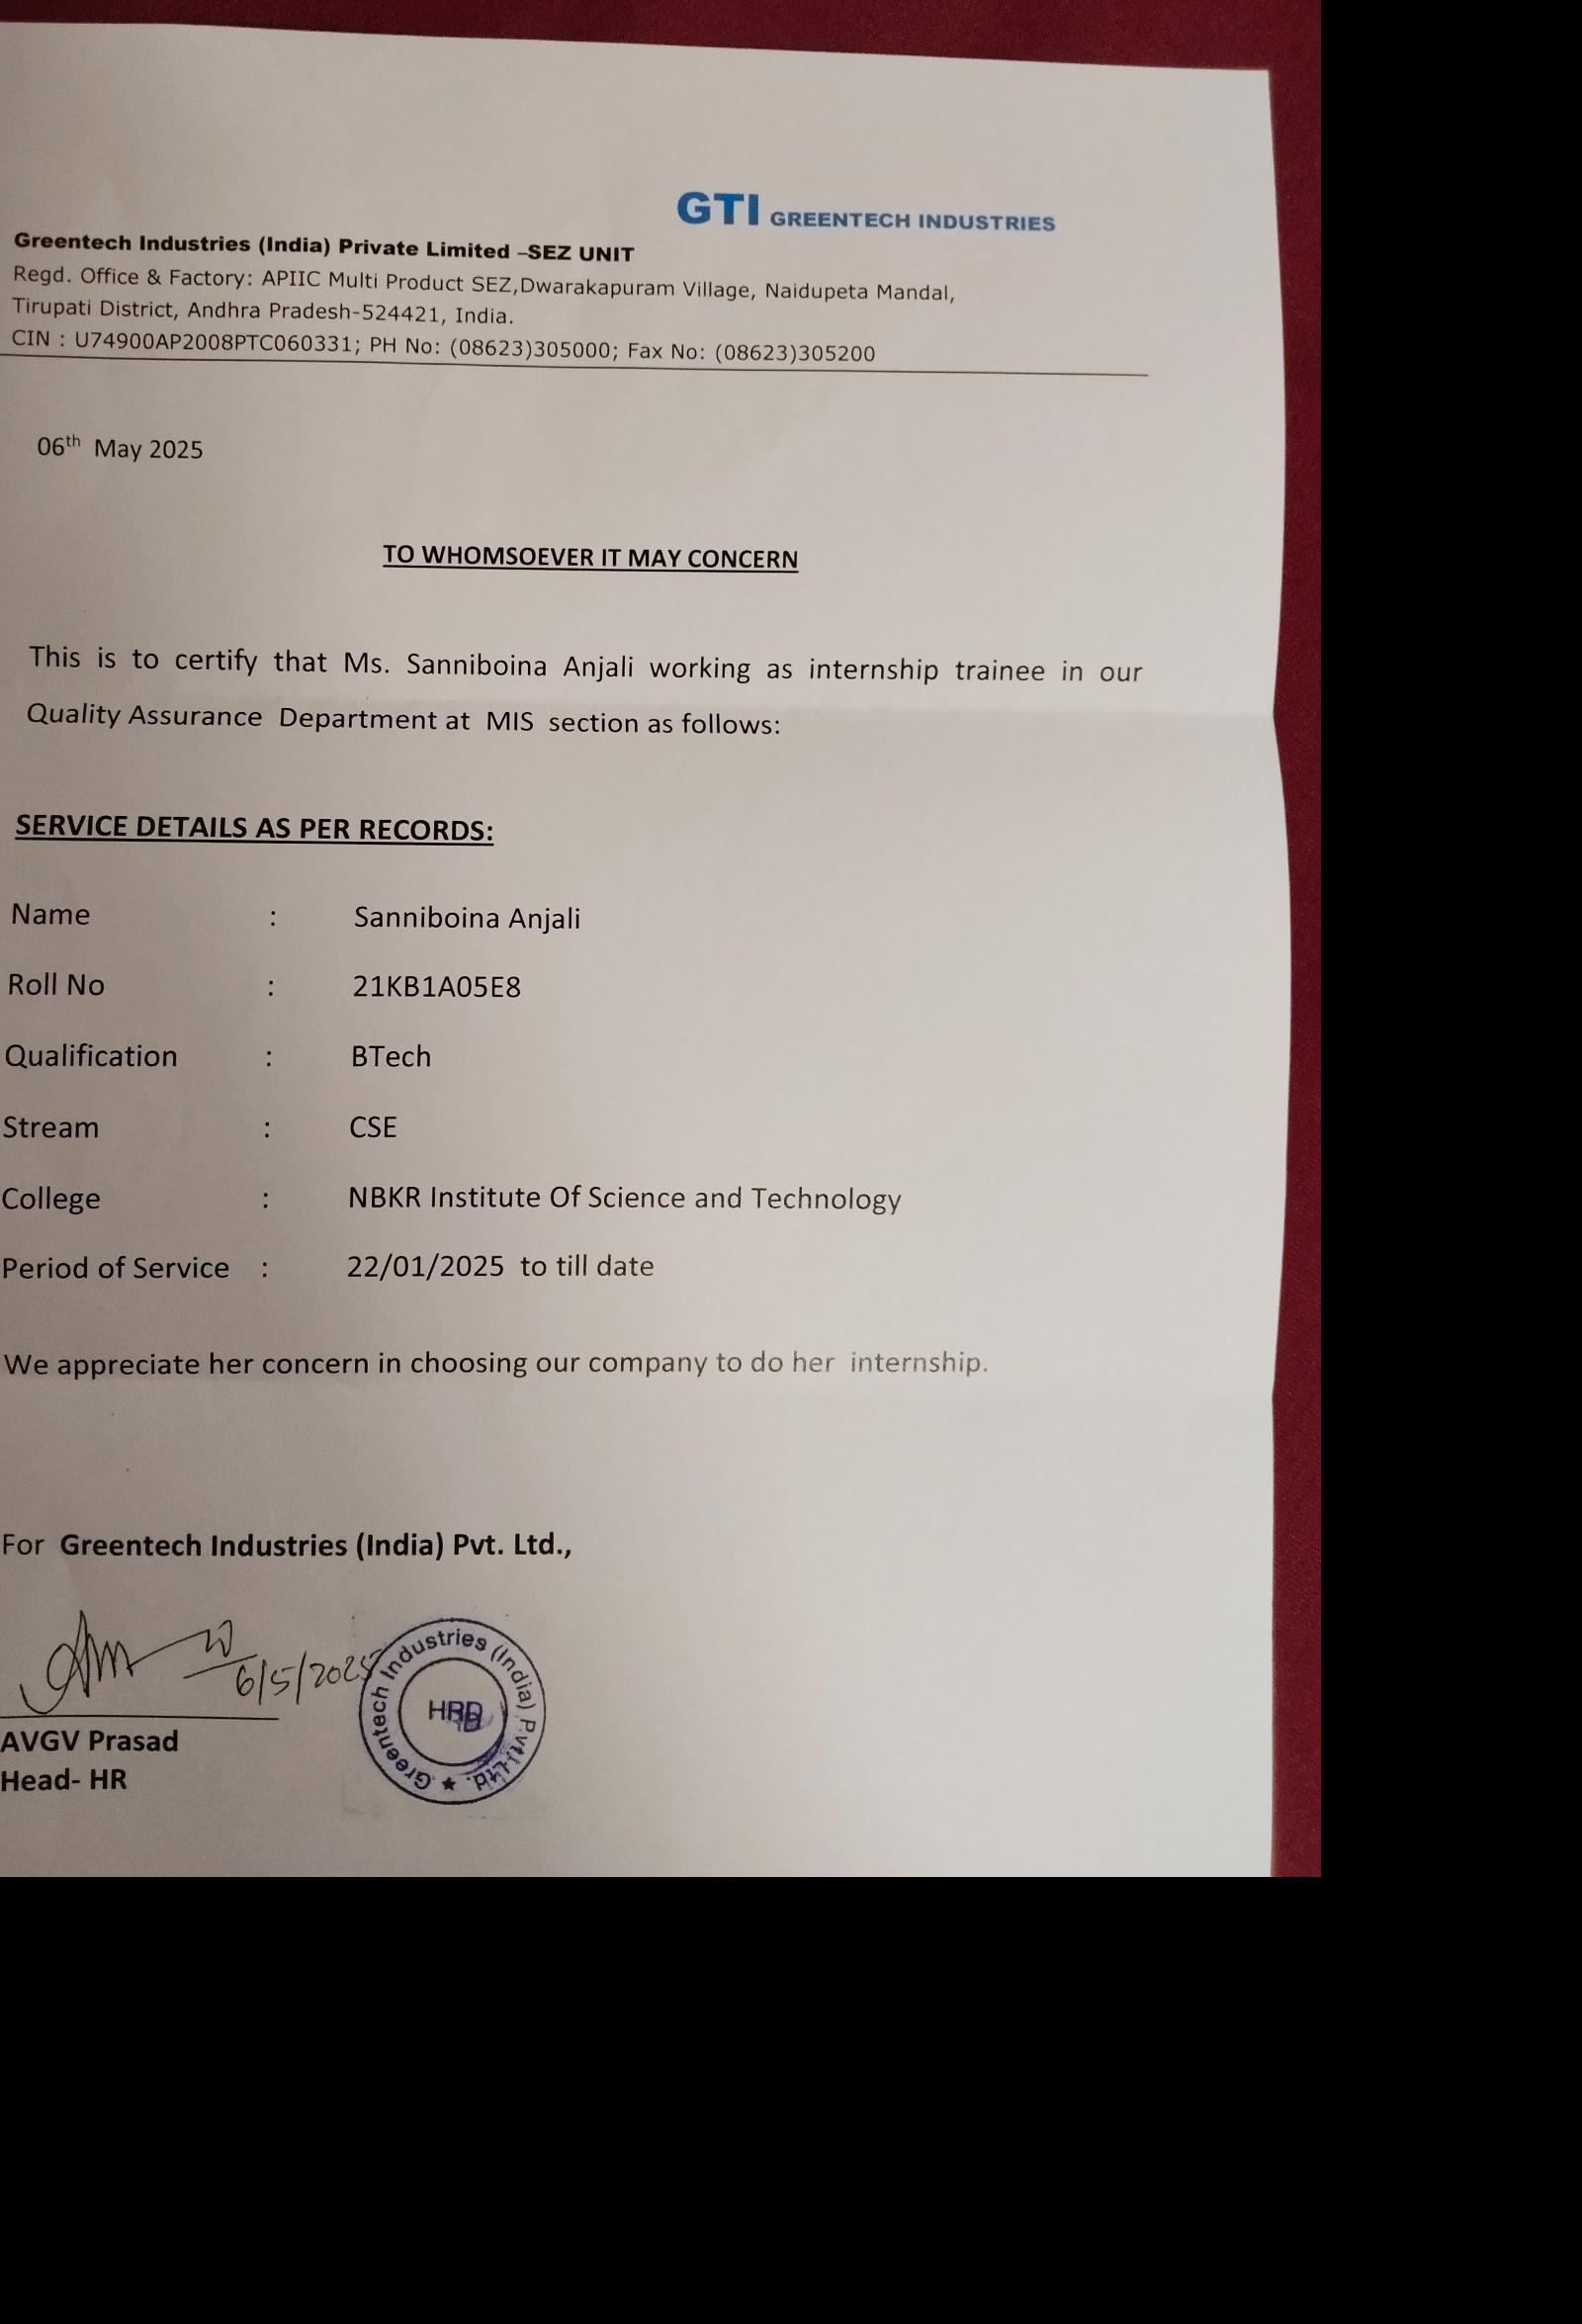 GTI GREENTECH INDUSTRIES
Greentech Industries (India) Private Limited –SEZ UNIT
Regd. Office & Factory: APIIC Multi Product SEZ,Dwarakapuram Village, Naidupeta Mandal,
Tirupati District, Andhra Pradesh-524421, India.
CIN : U74900AP2008PTC060331; PH No: (08623)305000; Fax No: (08623)305200
06th May 2025
TO WHOMSOEVER IT MAY CONCERN
This is to certify that Ms. Sanniboina Anjali working as internship trainee in our
Quality Assurance Department at MIS section as follows:
SERVICE DETAILS AS PER RECORDS:
Name : Sanniboina Anjali
Roll No : 21KB1A05E8
Qualification : BTech
Stream : CSE
College : NBKR Institute Of Science and Technology
Period of Service : 22/01/2025 to till date
We appreciate her concern in choosing our company to do her internship.
For Greentech Industries (India) Pvt. Ltd.,
6/5/2025
Greentech Industries (India) Pvt. Ltd. ★
HRD
AVGV Prasad
Head- HR